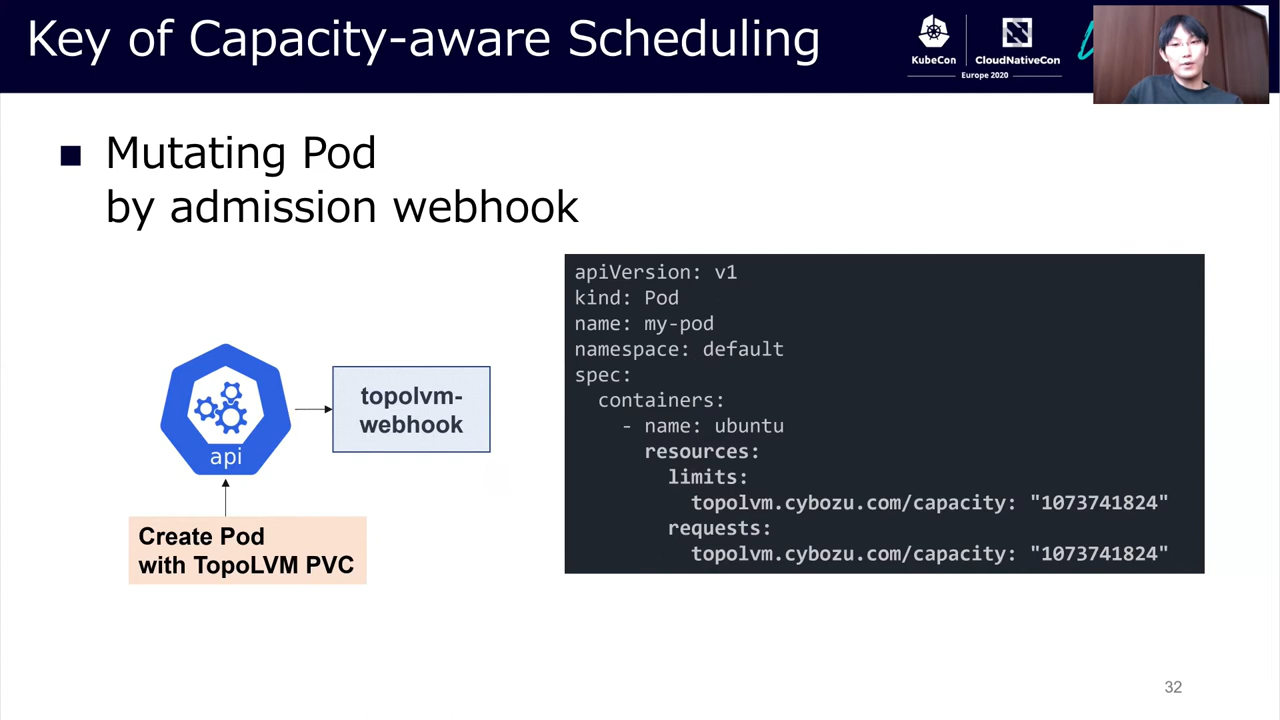 Key of Capacity-aware Scheduling
KubeCon
CloudNativeCon
Europe 2020
■ Mutating Pod
by admission webhook
apiVersion: v1
kind: Pod
name: my-pod
namespace: default
spec:
  containers:
    - name: ubuntu
      resources:
        limits:
          topolvm.cybozu.com/capacity: "1073741824"
        requests:
          topolvm.cybozu.com/capacity: "1073741824"
api
topolvm-
webhook
Create Pod
with TopoLVM PVC
32